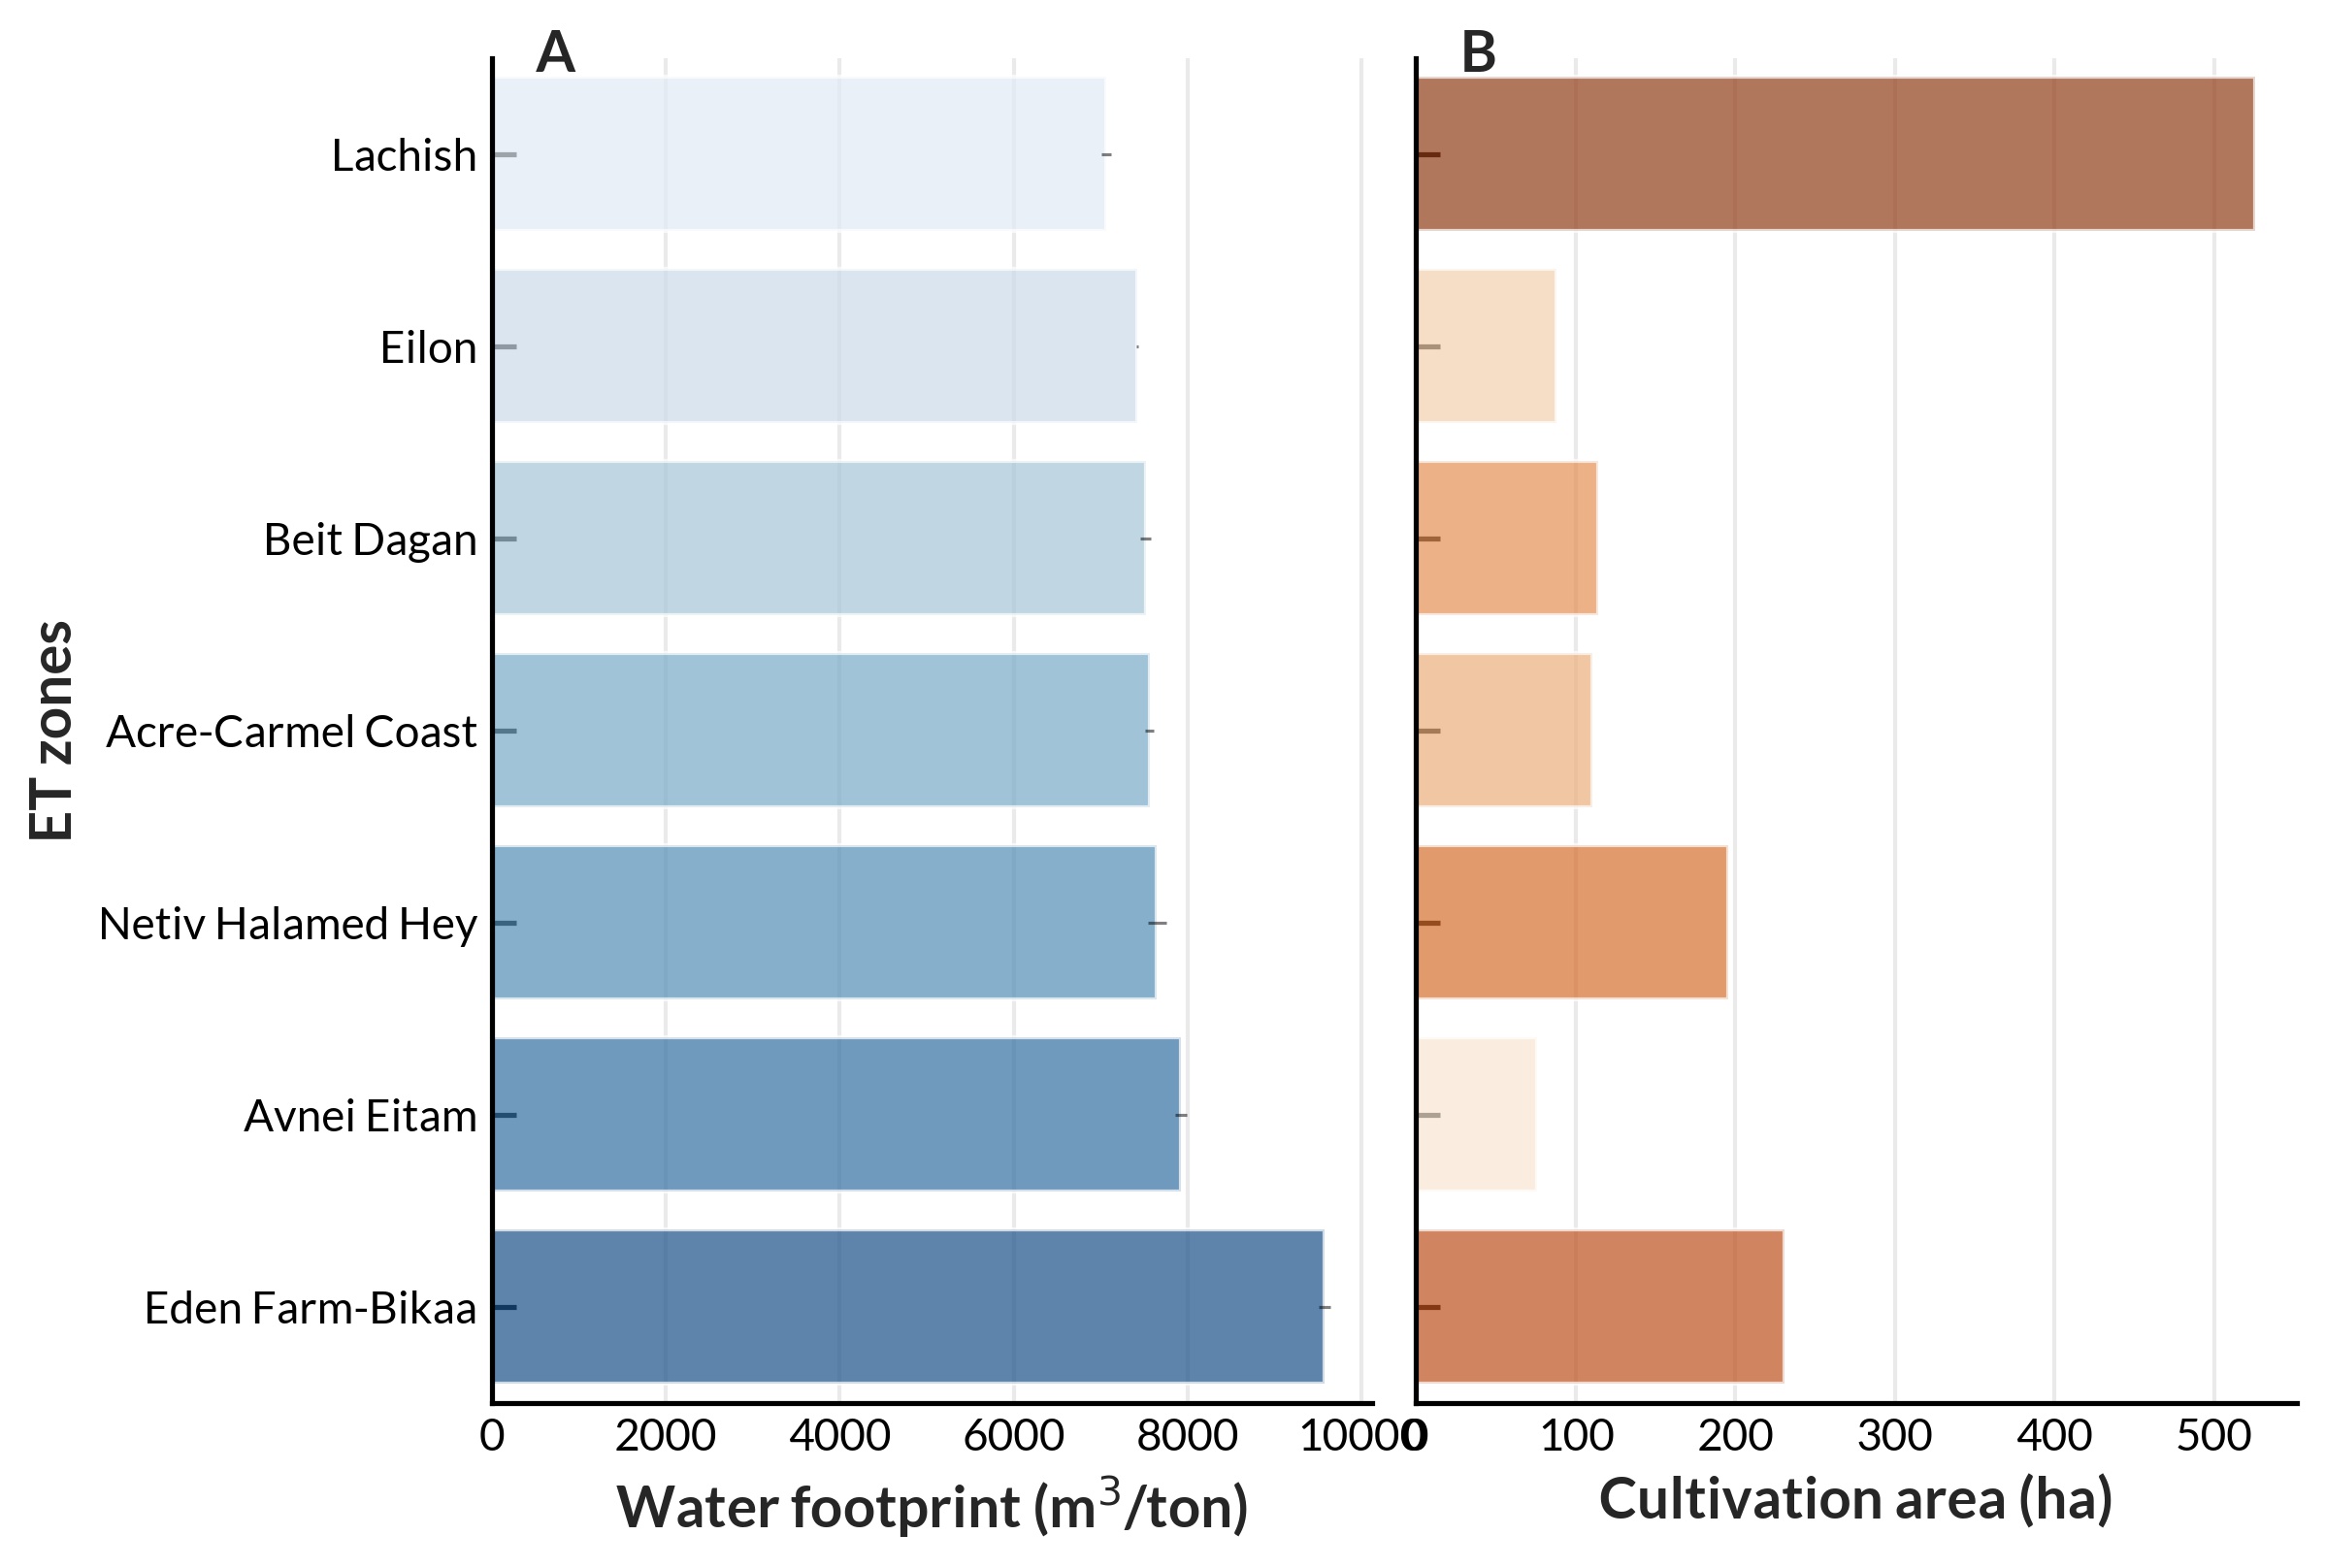 A
B
Lachish
Eilon
Beit Dagan
Acre-Carmel Coast
Netiv Halamed Hey
Avnei Eitam
Eden Farm-Bikaa
ET zones
0 2000 4000 6000 8000 10000
0 100 200 300 400 500
Water footprint (m³/ton)
Cultivation area (ha)